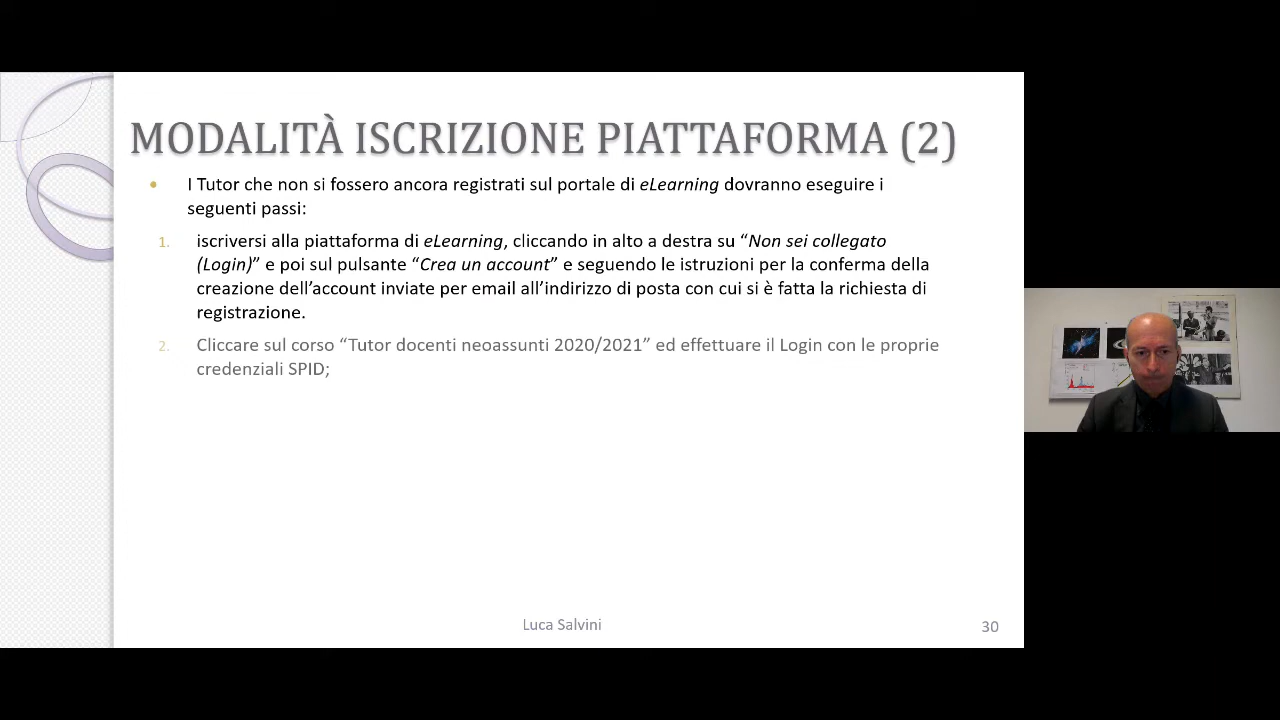 MODALITÀ ISCRIZIONE PIATTAFORMA (2)
• I Tutor che non si fossero ancora registrati sul portale di eLearning dovranno eseguire i
seguenti passi:
1. iscriversi alla piattaforma di eLearning, cliccando in alto a destra su “Non sei collegato
(Login)” e poi sul pulsante “Crea un account” e seguendo le istruzioni per la conferma della
creazione dell’account inviate per email all’indirizzo di posta con cui si è fatta la richiesta di
registrazione.
2. Cliccare sul corso “Tutor docenti neoassunti 2020/2021” ed effettuare il Login con le proprie
credenziali SPID;
Luca Salvini
30